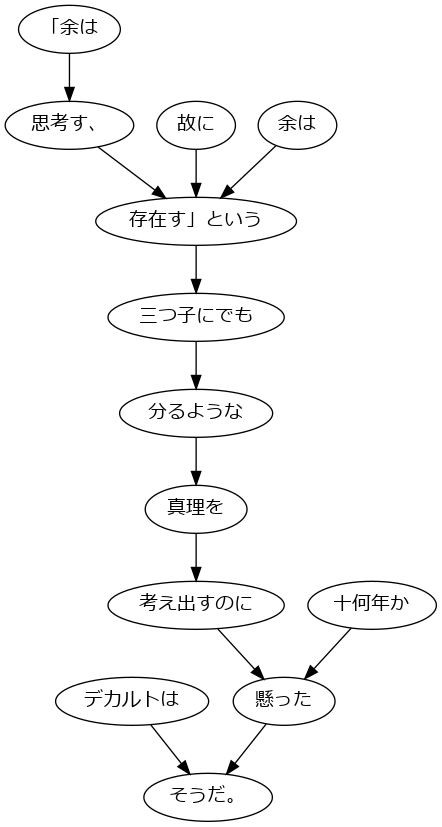 「余は
思考す、
故に
余は
存在す」という
三つ子にでも
分るような
真理を
考え出すのに
十何年か
デカルトは
懸った
そうだ。